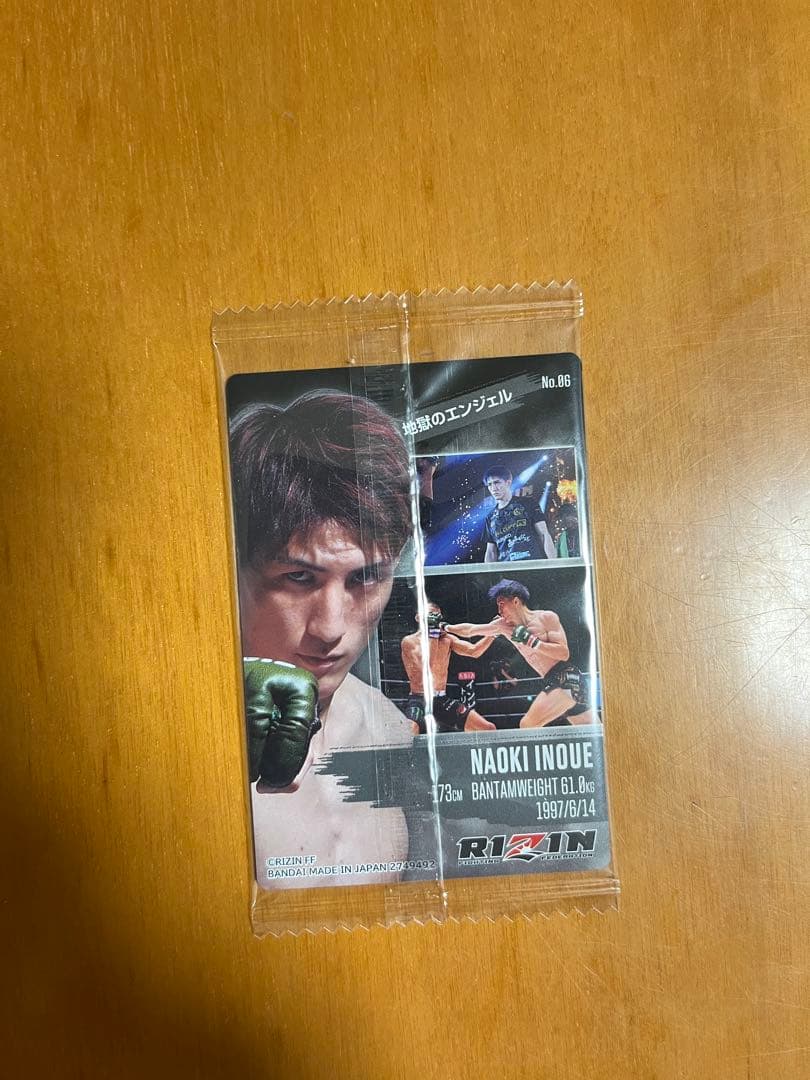 No.06
地獄のエンジェル
NAOKI INOUE
173CM BANTAMWEIGHT 61.0KG
1997/6/14
RIZIN
FIGHTING FEDERATION
CRIZIN FF
BANDAI MADE IN JAPAN 2749492